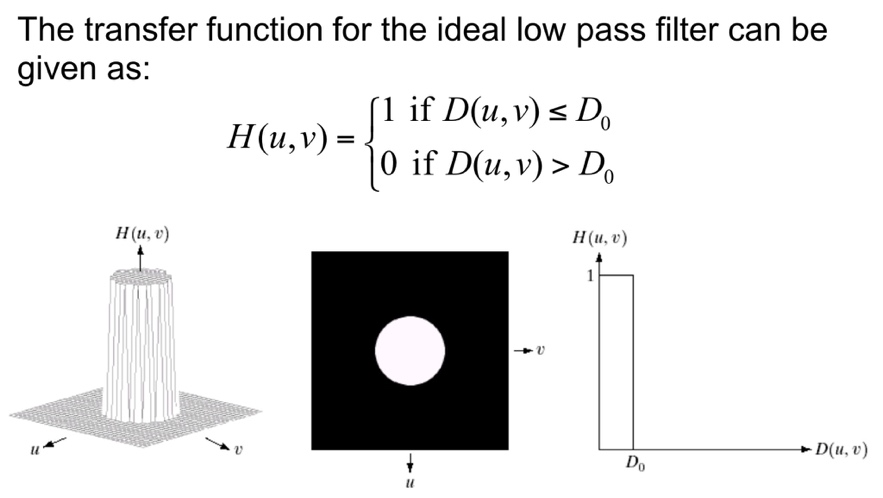 The transfer function for the ideal low pass filter can be
given as:
H(u,v) = {1 if D(u,v) ≤ D₀
0 if D(u,v) > D₀
H(u, v)
u
v
v
u
H(u, v)
1
D₀
D(u, v)